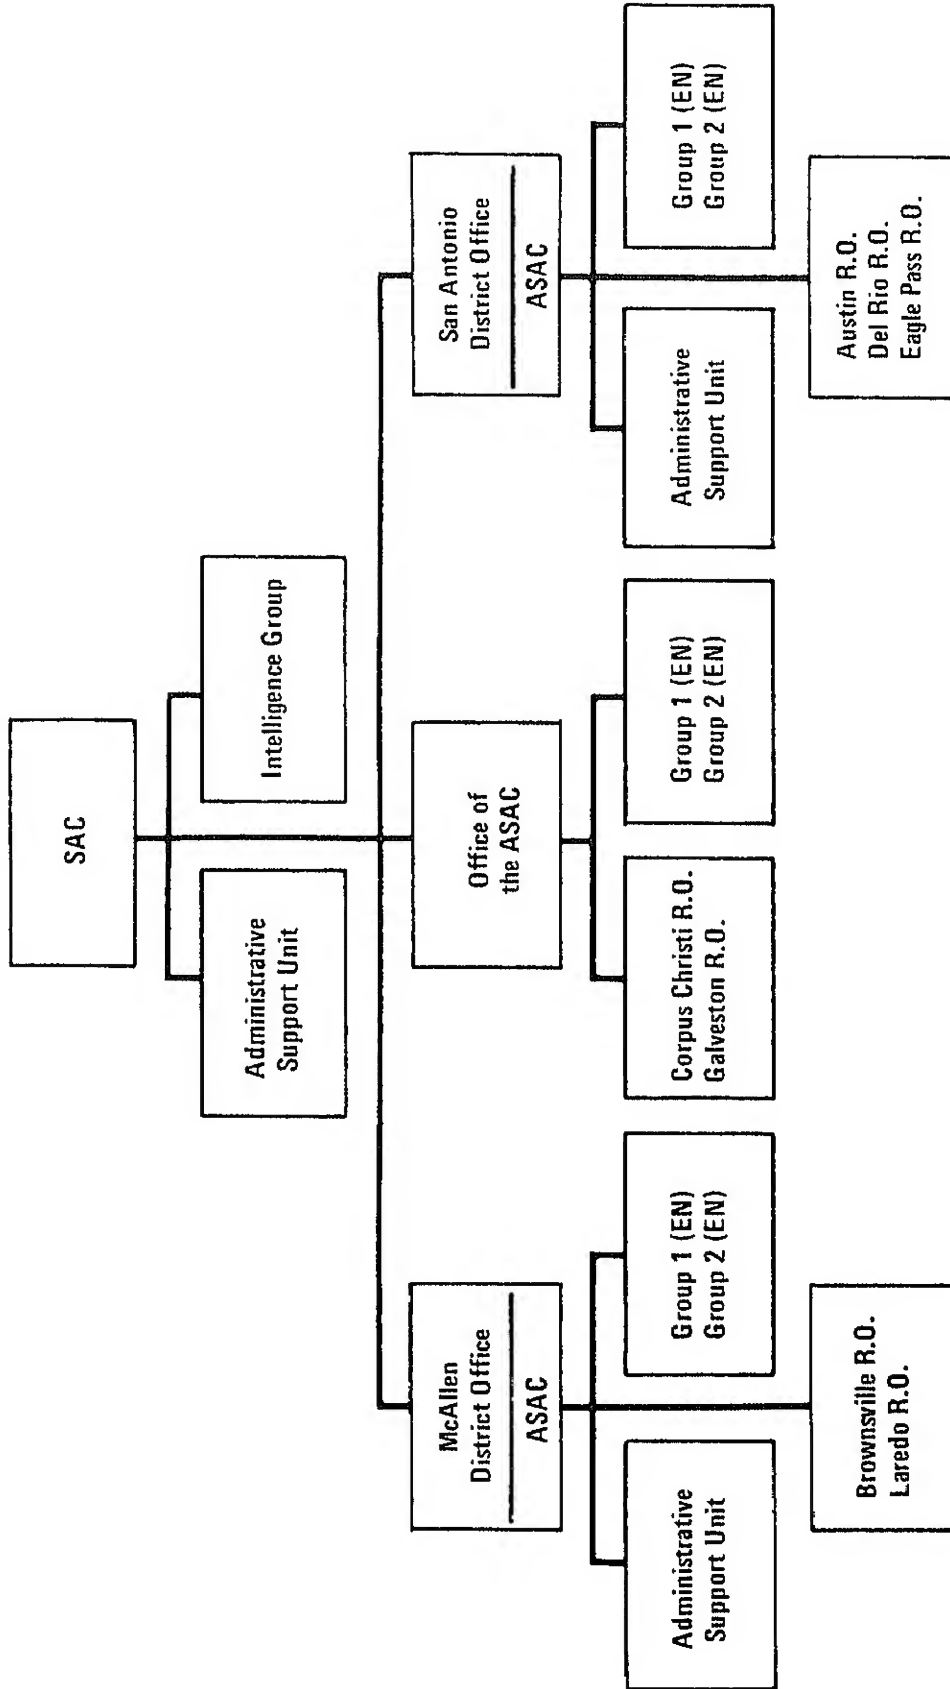 SAC
Administrative
Support Unit
Intelligence Group
McAllen
District Office
ASAC
Office of
the ASAC
San Antonio
District Office
ASAC
Administrative
Support Unit
Group 1 (EN)
Group 2 (EN)
Corpus Christi R.O.
Galveston R.O.
Group 1 (EN)
Group 2 (EN)
Administrative
Support Unit
Group 1 (EN)
Group 2 (EN)
Brownsville R.O.
Laredo R.O.
Austin R.O.
Del Rio R.O.
Eagle Pass R.O.